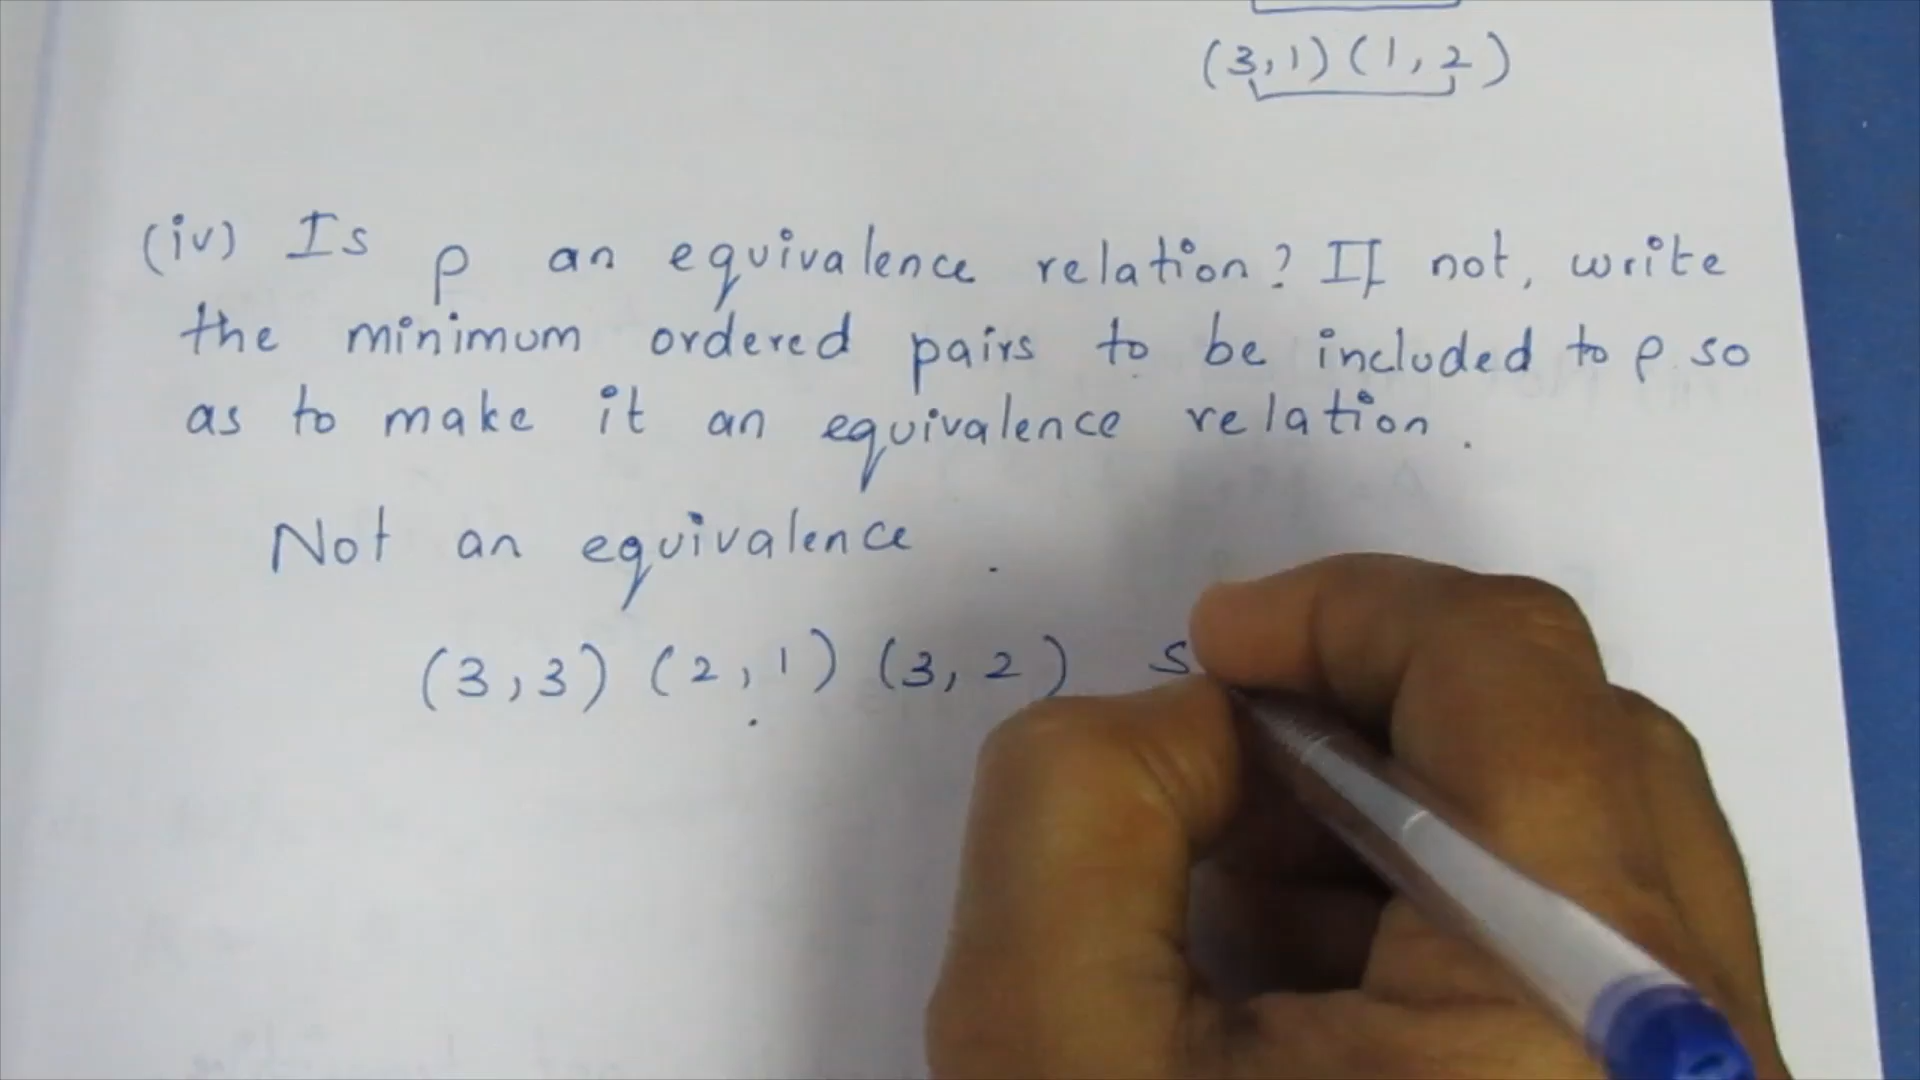 (3,1) (1,2)
(iv) Is ρ an equivalence relation? If not, write
the minimum ordered pairs to be included to ρ so
as to make it an equivalence relation.
Not an equivalence
(3,3) (2,1) (3,2) s